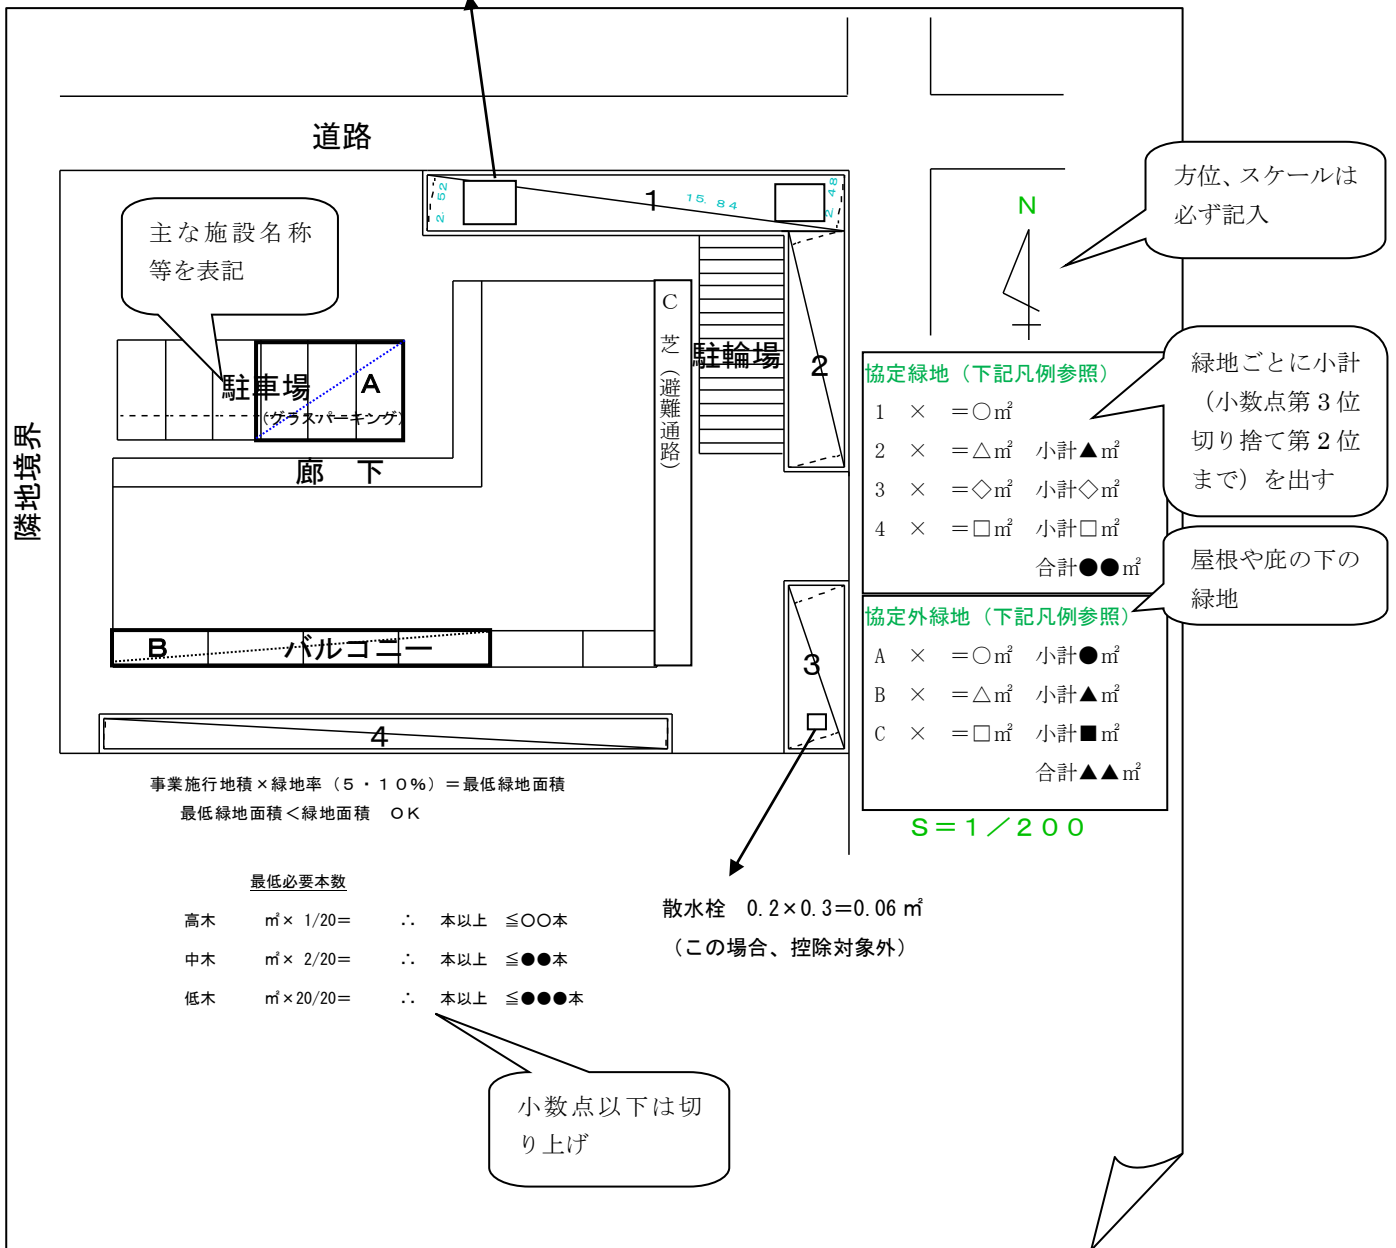 道路
主な施設名称
等を表記
方位、スケールは
必ず記入
N
1
2.52
15.84
2.48
2
C 芝(避難通路)
駐輪場
駐車場
A
(グラスパーキング)
廊 下
隣地境界
B
バルコニー
3
4
協定緑地(下記凡例参照)
1 × =○㎡
2 × =△㎡ 小計▲㎡
3 × =◇㎡ 小計◇㎡
4 × =□㎡ 小計□㎡
合計●●㎡
緑地ごとに小計
(小数点第3位
切り捨て第2位
まで)を出す
屋根や庇の下の
緑地
協定外緑地(下記凡例参照)
A × =○㎡ 小計●㎡
B × =△㎡ 小計▲㎡
C × =□㎡ 小計■㎡
合計▲▲㎡
S=1/200
事業施行地積×緑地率(5・10%)=最低緑地面積
最低緑地面積<緑地面積 OK
最低必要本数
高木 ㎡× 1/20= ∴ 本以上 ≦○○本
中木 ㎡× 2/20= ∴ 本以上 ≦●●本
低木 ㎡×20/20= ∴ 本以上 ≦●●●本
散水栓 0.2×0.3=0.06 ㎡
(この場合、控除対象外)
小数点以下は切
り上げ